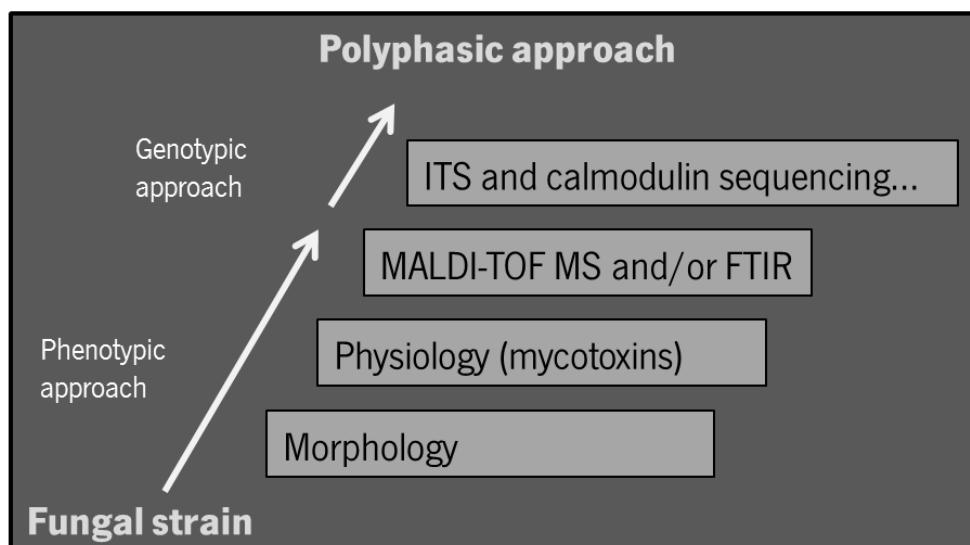 Polyphasic approach
Genotypic
approach
ITS and calmodulin sequencing...
MALDI-TOF MS and/or FTIR
Phenotypic
approach
Physiology (mycotoxins)
Morphology
Fungal strain